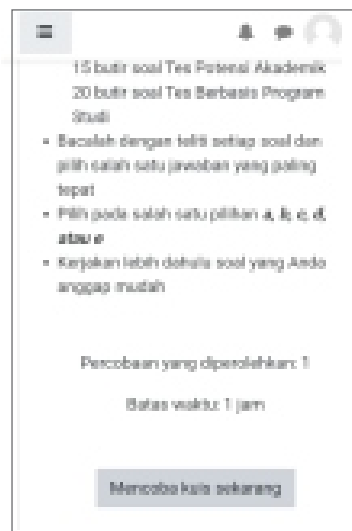 15 butir soal Tes Potensi Akademik
20 butir soal Tes Berbasis Program
Studi
• Bacalah dengan teliti setiap soal dan
pilih salah satu jawaban yang paling
tepat
• Pilih pada salah satu pilihan a, b, c, d,
atau e
• Kerjakan lebih dahulu soal yang Anda
anggap mudah
Percobaan yang diperolehkan: 1
Batas waktu: 1 jam
Mencoba kuis sekarang